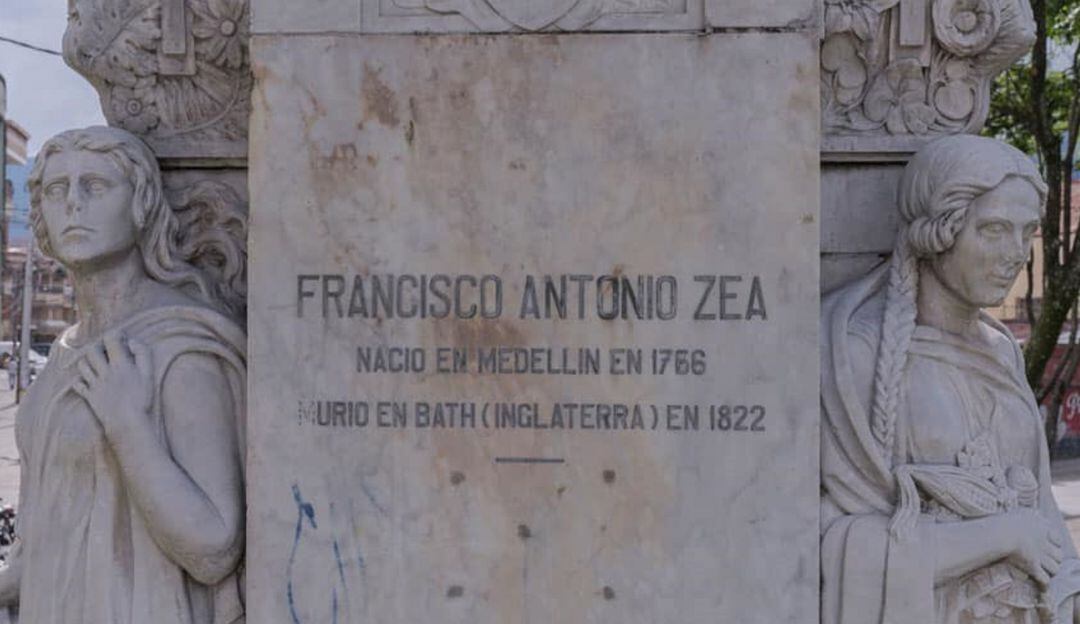 FRANCISCO ANTONIO ZEA
NACIO EN MEDELLIN EN 1766
MURIO EN BATH (INGLATERRA) EN 1822